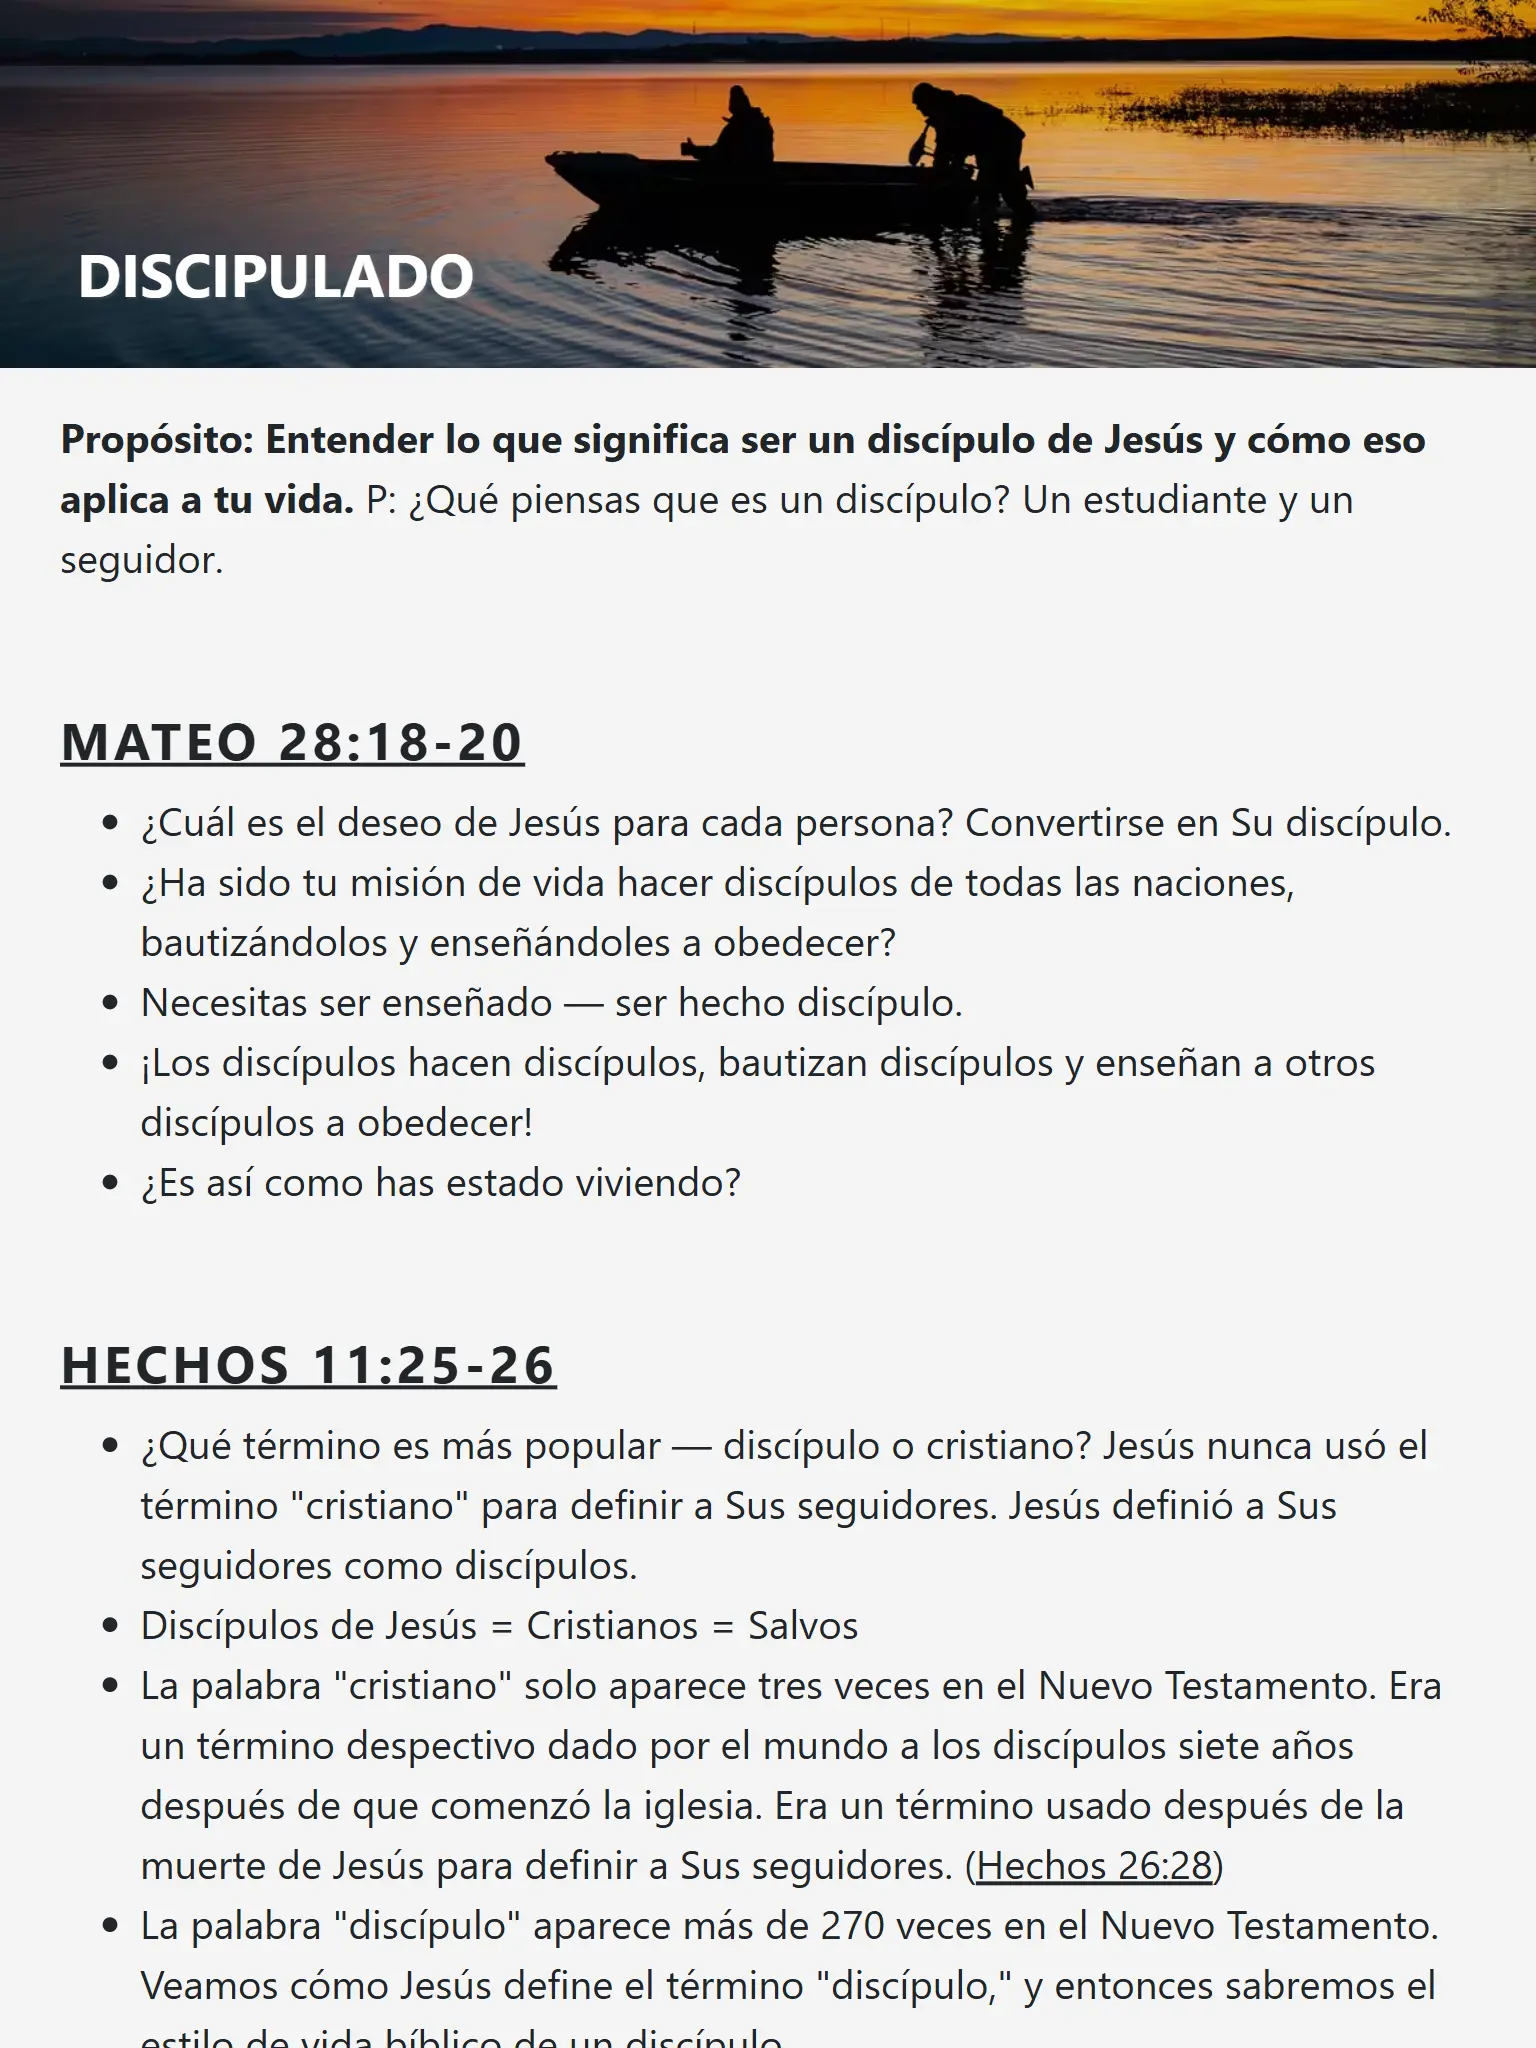 DISCIPULADO
Propósito: Entender lo que significa ser un discípulo de Jesús y cómo eso
aplica a tu vida. P: ¿Qué piensas que es un discípulo? Un estudiante y un
seguidor.
MATEO 28:18-20
• ¿Cuál es el deseo de Jesús para cada persona? Convertirse en Su discípulo.
• ¿Ha sido tu misión de vida hacer discípulos de todas las naciones,
bautizándolos y enseñándoles a obedecer?
• Necesitas ser enseñado — ser hecho discípulo.
• ¡Los discípulos hacen discípulos, bautizan discípulos y enseñan a otros
discípulos a obedecer!
• ¿Es así como has estado viviendo?
HECHOS 11:25-26
• ¿Qué término es más popular — discípulo o cristiano? Jesús nunca usó el
término "cristiano" para definir a Sus seguidores. Jesús definió a Sus
seguidores como discípulos.
• Discípulos de Jesús = Cristianos = Salvos
• La palabra "cristiano" solo aparece tres veces en el Nuevo Testamento. Era
un término despectivo dado por el mundo a los discípulos siete años
después de que comenzó la iglesia. Era un término usado después de la
muerte de Jesús para definir a Sus seguidores. (Hechos 26:28)
• La palabra "discípulo" aparece más de 270 veces en el Nuevo Testamento.
Veamos cómo Jesús define el término "discípulo," y entonces sabremos el
estilo de vida bíblico de un discípulo